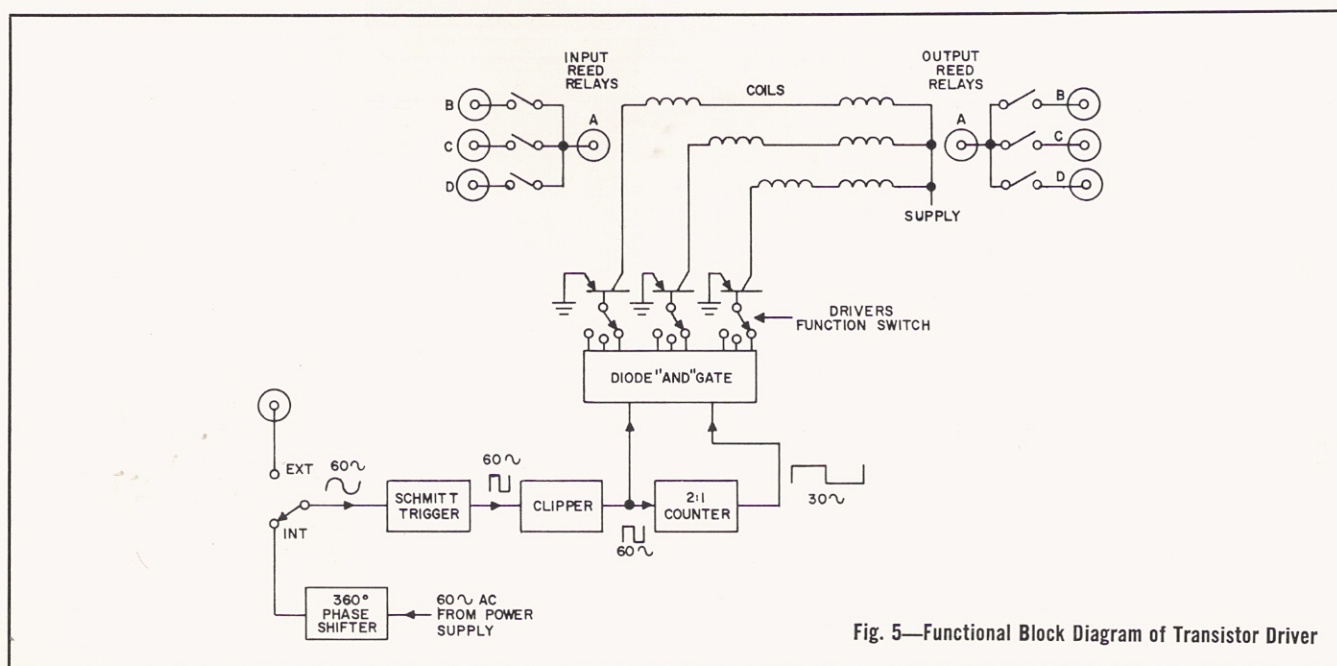 INPUT
REED
RELAYS
OUTPUT
REED
RELAYS
COILS
B
A
C
D
A
B
C
D
SUPPLY
DRIVERS
FUNCTION SWITCH
DIODE "AND" GATE
EXT
INT
60∿
SCHMITT
TRIGGER
60∿
CLIPPER
60∿
2:1
COUNTER
30∿
360°
PHASE
SHIFTER
60∿ AC
FROM POWER
SUPPLY
Fig. 5—Functional Block Diagram of Transistor Driver